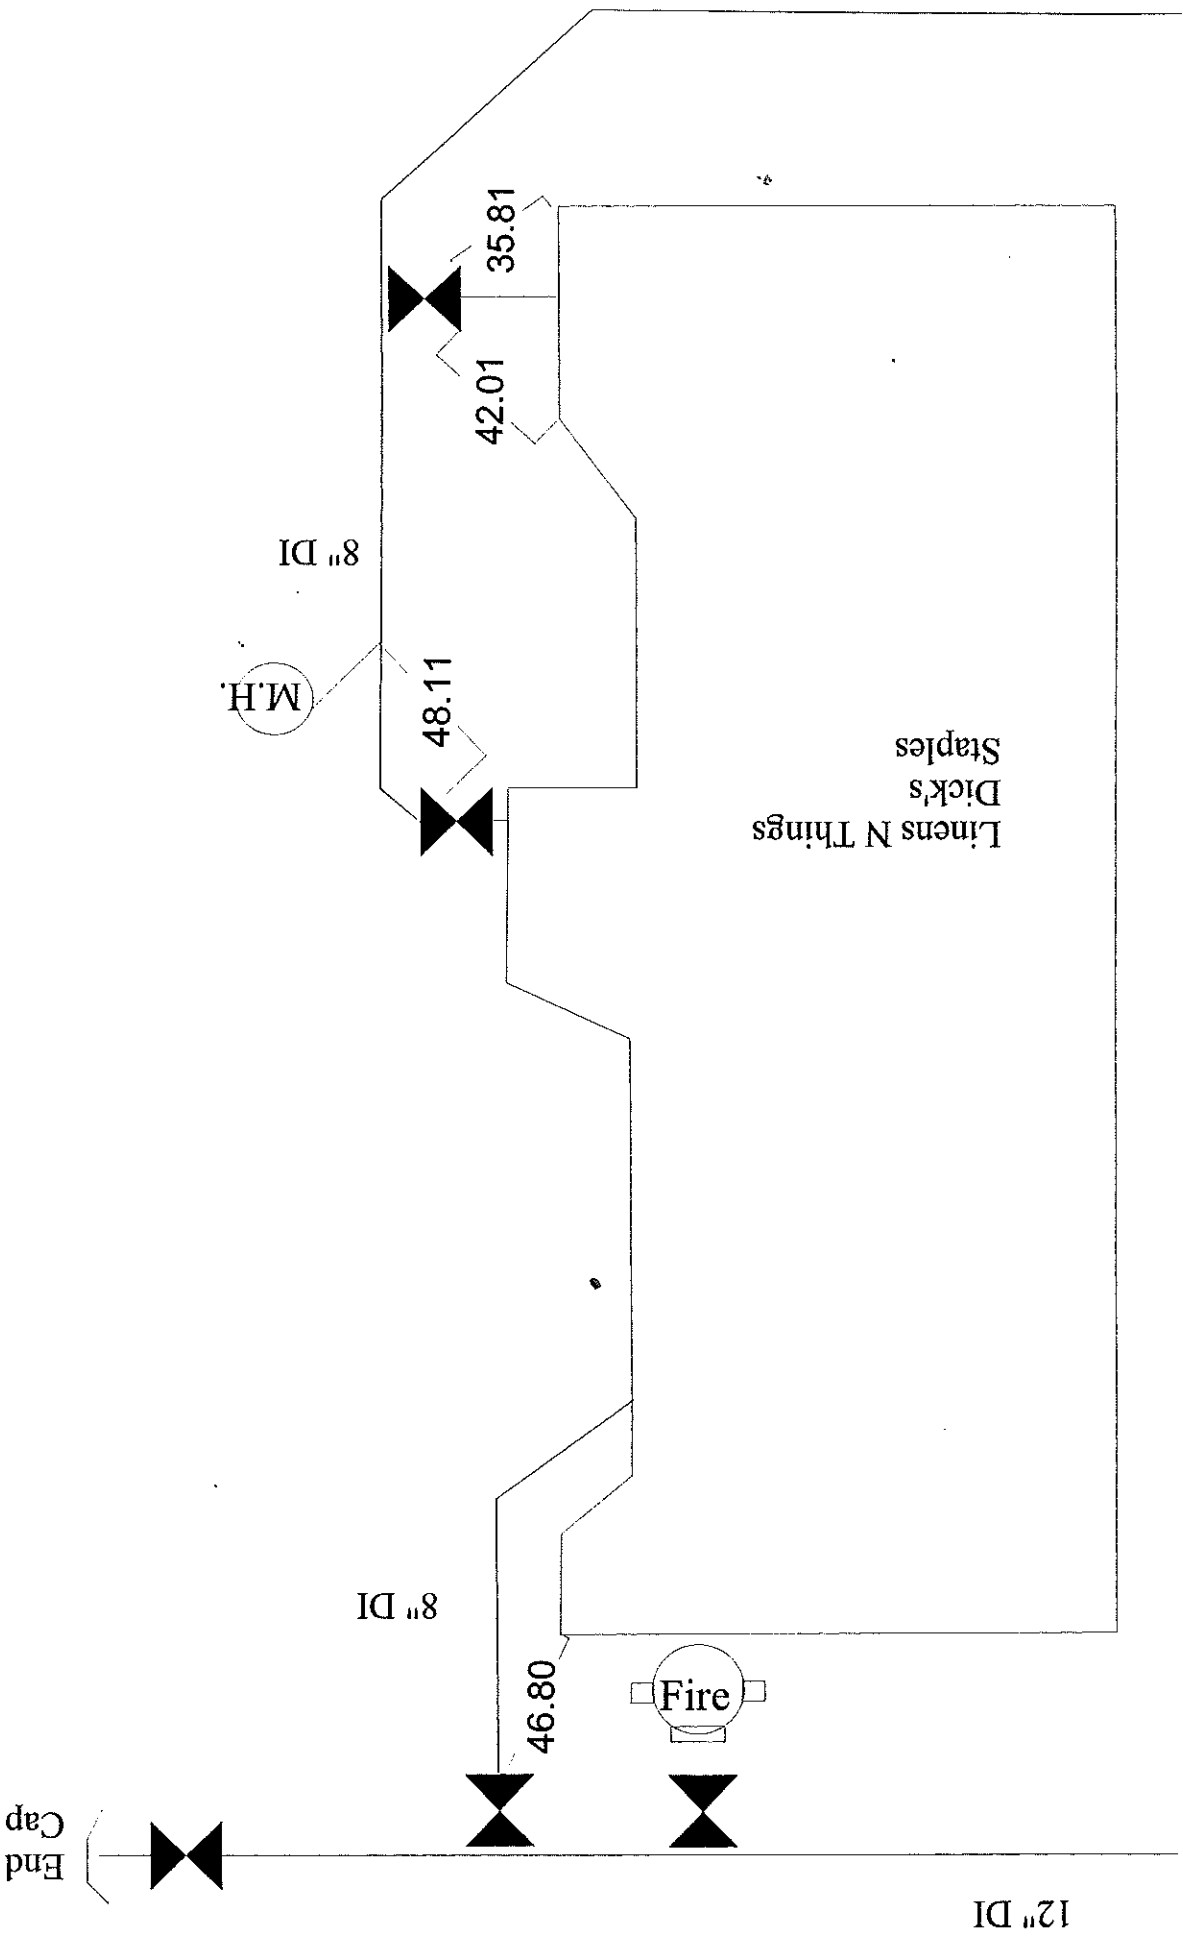 35.81
42.01
8" DI
M.H.
48.11
Linens N Things
Dick's
Staples
8" DI
46.80
Fire
End
Cap
12" DI